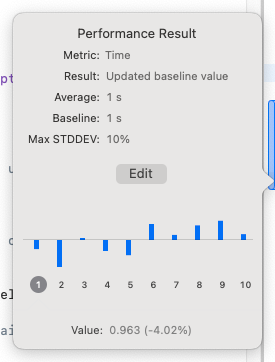 Performance Result
Metric: Time
Result: Updated baseline value
Average: 1 s
Baseline: 1 s
Max STDDEV: 10%
Edit
1 2 3 4 5 6 7 8 9 10
Value: 0.963 (-4.02%)